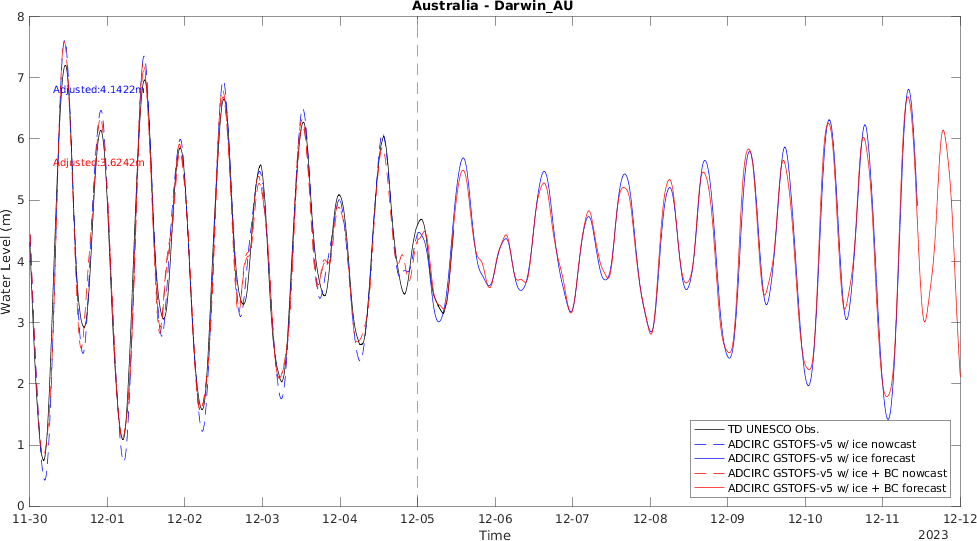 Australia - Darwin_AU
8
7
Adjusted:4.1422m
6
Adjusted:3.6242m
5
4
3
2
1
0
Water Level (m)
TD UNESCO Obs.
ADCIRC GSTOFS-v5 w/ ice nowcast
ADCIRC GSTOFS-v5 w/ ice forecast
ADCIRC GSTOFS-v5 w/ ice + BC nowcast
ADCIRC GSTOFS-v5 w/ ice + BC forecast
11-30 12-01 12-02 12-03 12-04 12-05 12-06 12-07 12-08 12-09 12-10 12-11 12-12
Time
2023